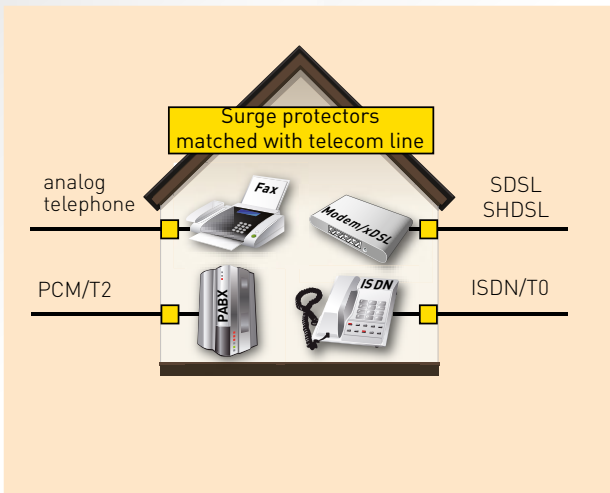 Surge protectors
matched with telecom line
analog
telephone
Fax
Modem/xDSL
SDSL
SHDSL
PCM/T2
PABX
ISDN
ISDN/T0